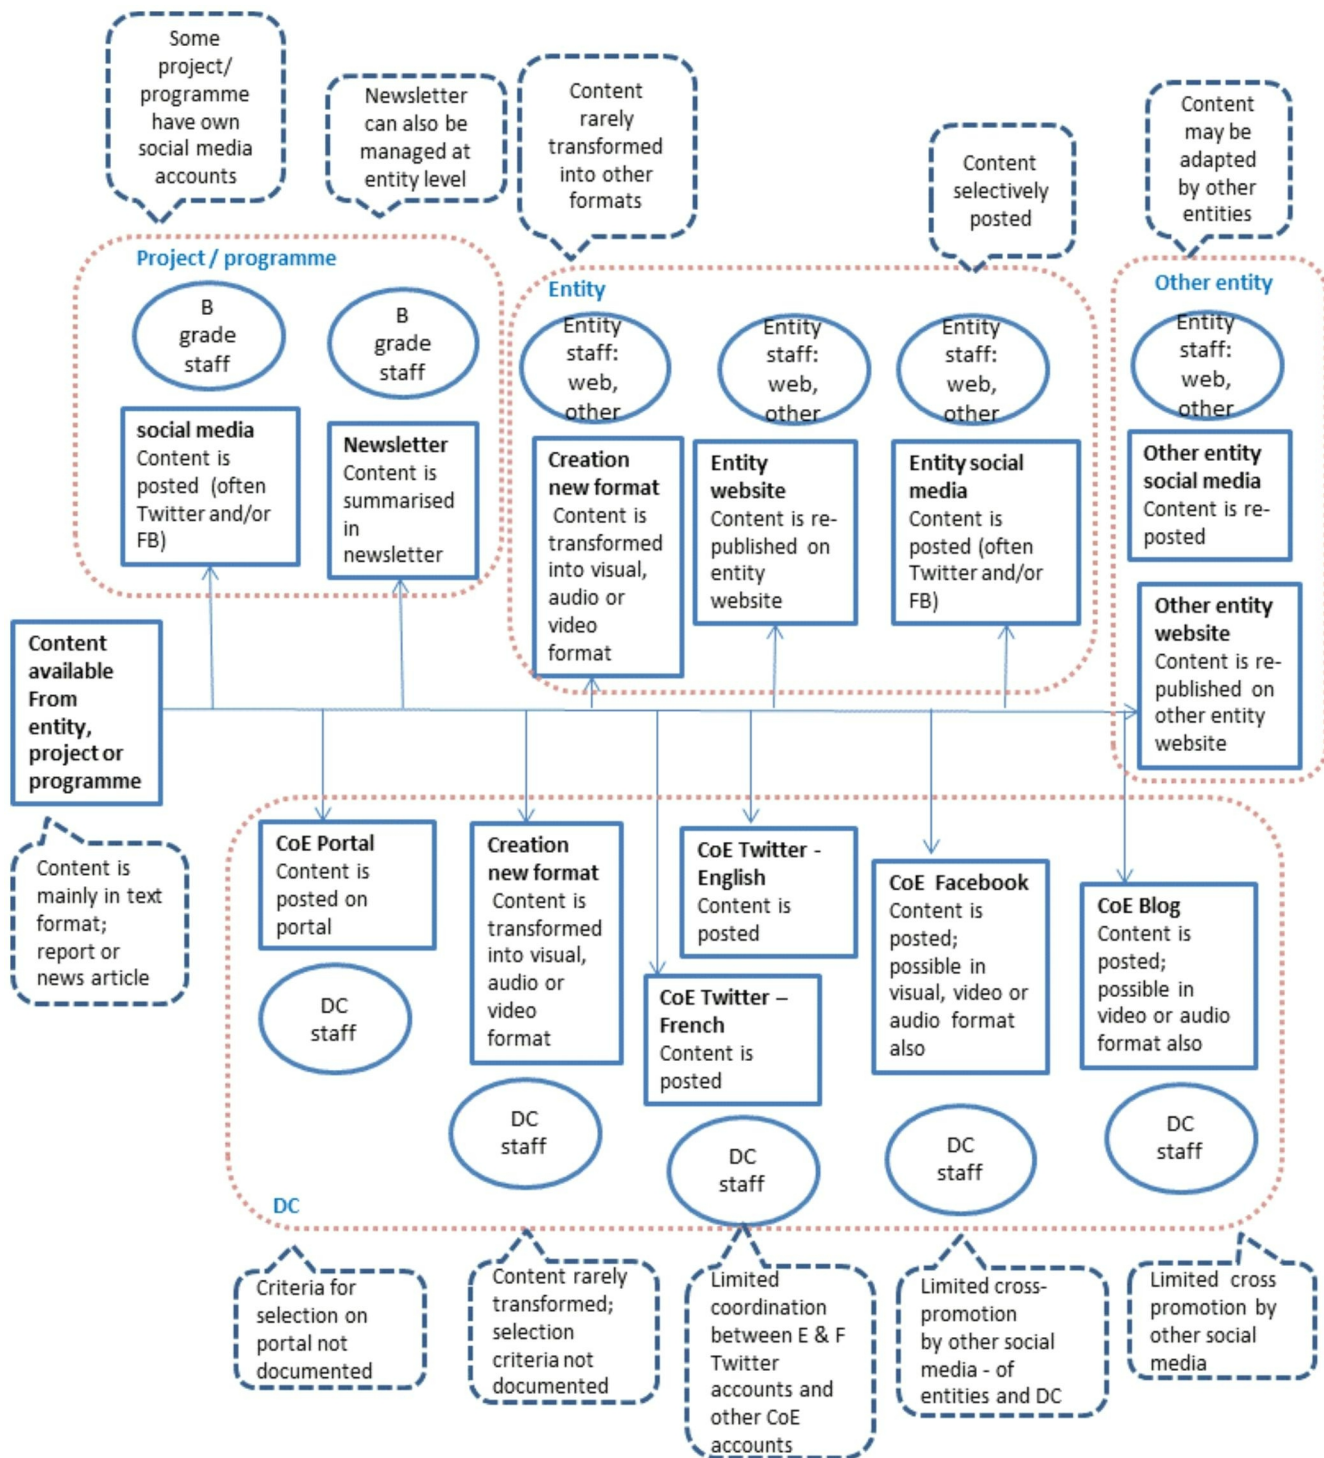 Some
project/
programme
have own
social media
accounts
Newsletter
can also be
managed at
entity level
Content
rarely
transformed
into other
formats
Content
selectively
posted
Content
may be
adapted
by other
entities
Project / programme
B
grade
staff
B
grade
staff
social media
Content is
posted (often
Twitter and/or
FB)
Newsletter
Content is
summarised
in
newsletter
Entity
Entity
staff:
web,
other
Entity
staff:
web,
other
Entity
staff:
web,
other
Creation
new format
Content is
transformed
into visual,
audio or
video
format
Entity
website
Content is re-
published on
entity
website
Entity social
media
Content is
posted (often
Twitter and/or
FB)
Other entity
Entity
staff:
web,
other
Other entity
social media
Content is re-
posted
Other entity
website
Content is re-
published on
other entity
website
Content
available
From
entity,
project or
programme
Content is
mainly in text
format;
report or
news article
CoE Portal
Content is
posted on
portal
DC
staff
Creation
new format
Content is
transformed
into visual,
audio or
video
format
DC
staff
CoE Twitter -
English
Content is
posted
CoE Twitter –
French
Content is
posted
DC
staff
CoE Facebook
Content is
posted;
possible in
visual, video or
audio format
also
DC
staff
CoE Blog
Content is
posted;
possible in
video or audio
format also
DC
staff
DC
Criteria for
selection on
portal not
documented
Content rarely
transformed;
selection
criteria not
documented
Limited
coordination
between E & F
Twitter
accounts and
other CoE
accounts
Limited cross-
promotion
by other social
media - of
entities and DC
Limited cross
promotion by
other social
media